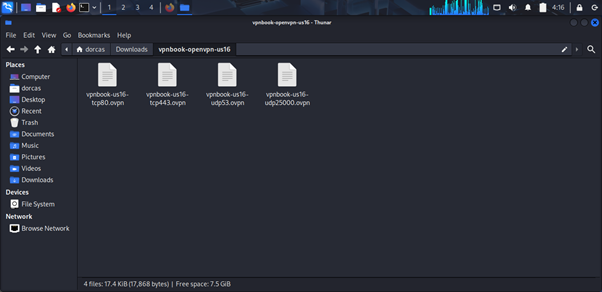 1 2 3 4
4:16
vpnbook-openvpn-us16 - Thunar
File Edit View Go Bookmarks Help
dorcas Downloads vpnbook-openvpn-us16
Places
Computer
dorcas
Desktop
Recent
Trash
Documents
Music
Pictures
Videos
Downloads
Devices
File System
Network
Browse Network
vpnbook-us16-
tcp80.ovpn
vpnbook-us16-
tcp443.ovpn
vpnbook-us16-
udp53.ovpn
vpnbook-us16-
udp25000.ovpn
4 files: 17.4 KiB (17,868 bytes) | Free space: 7.5 GiB